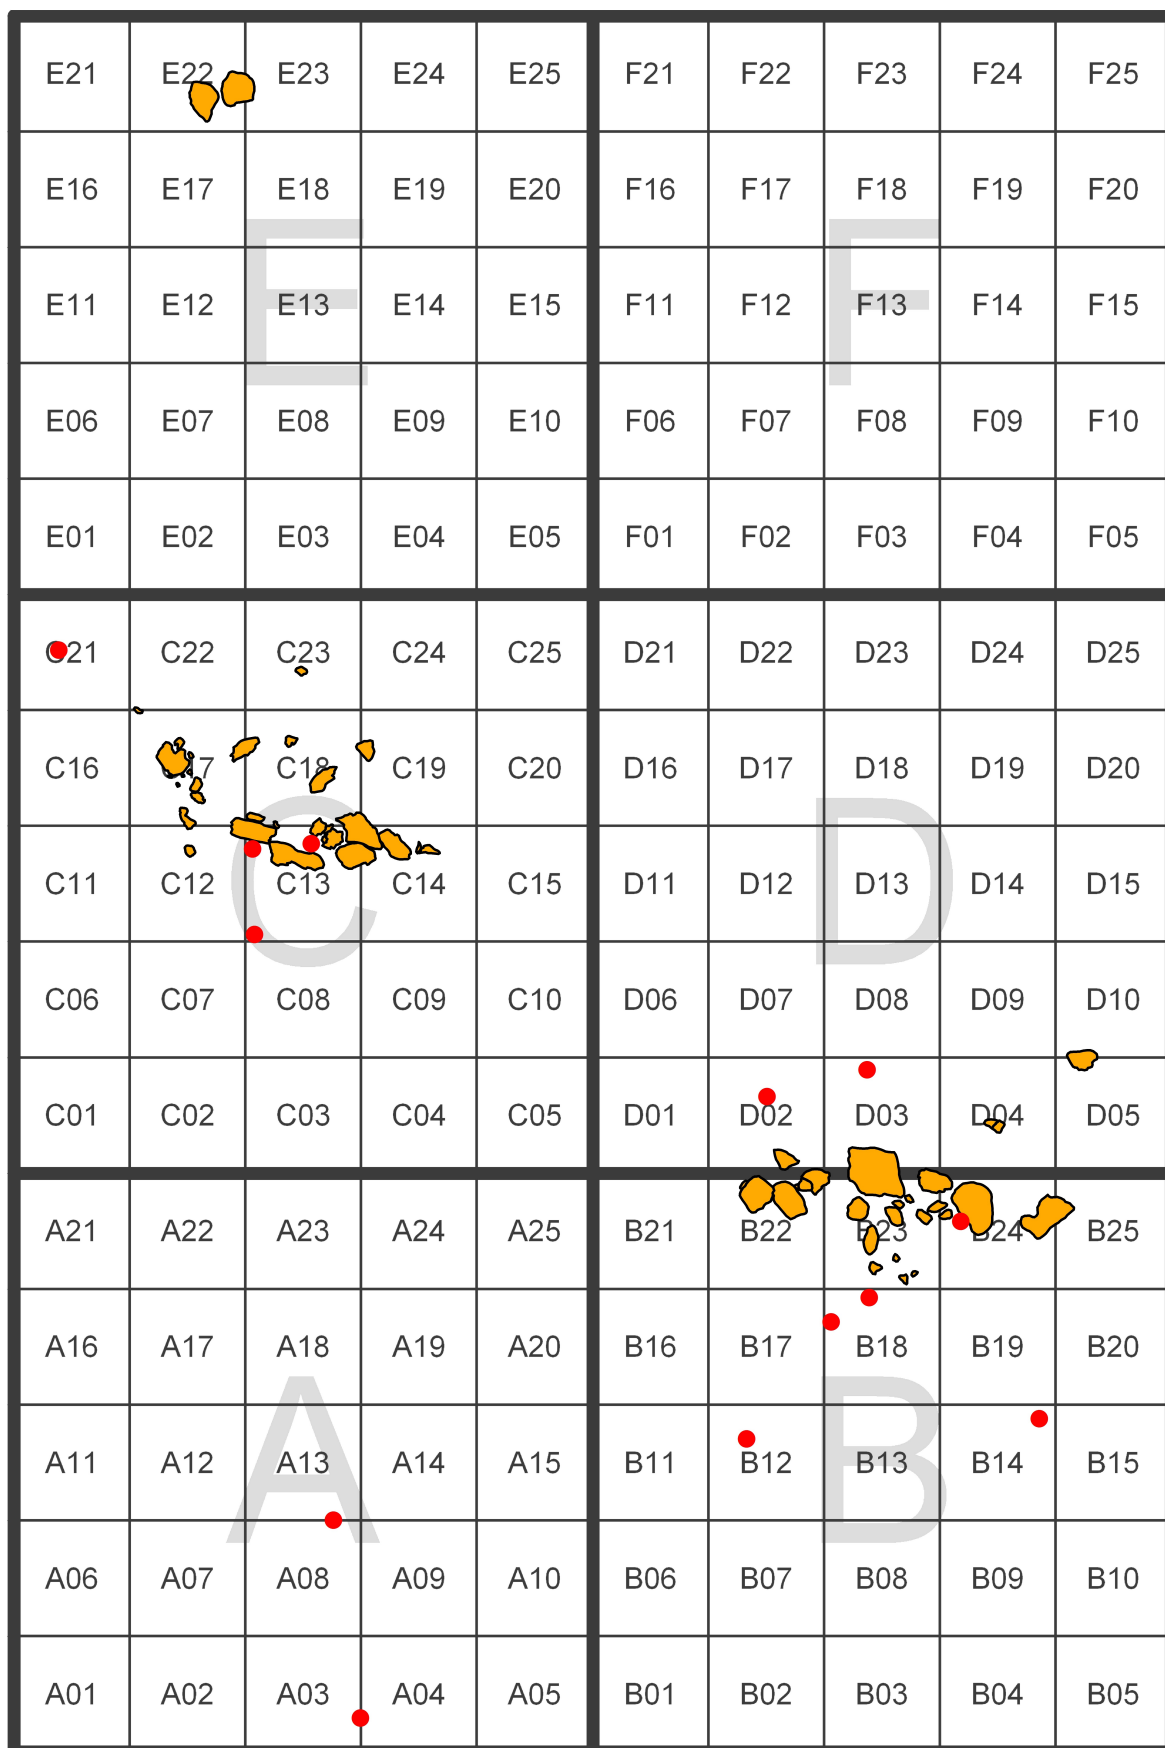 E21 E22 E23 E24 E25 F21 F22 F23 F24 F25
E16 E17 E18 E19 E20 F16 F17 F18 F19 F20
E F
E11 E12 E13 E14 E15 F11 F12 F13 F14 F15
E06 E07 E08 E09 E10 F06 F07 F08 F09 F10
E01 E02 E03 E04 E05 F01 F02 F03 F04 F05
C21 C22 C23 C24 C25 D21 D22 D23 D24 D25
C16 C17 C18 C19 C20 D16 D17 D18 D19 D20
C D
C11 C12 C13 C14 C15 D11 D12 D13 D14 D15
C06 C07 C08 C09 C10 D06 D07 D08 D09 D10
C01 C02 C03 C04 C05 D01 D02 D03 D04 D05
A21 A22 A23 A24 A25 B21 B22 B23 B24 B25
A16 A17 A18 A19 A20 B16 B17 B18 B19 B20
A B
A11 A12 A13 A14 A15 B11 B12 B13 B14 B15
A06 A07 A08 A09 A10 B06 B07 B08 B09 B10
A01 A02 A03 A04 A05 B01 B02 B03 B04 B05